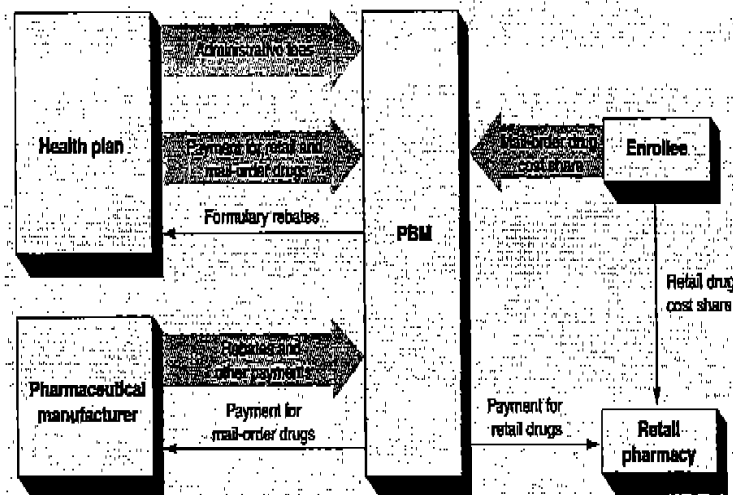 Administrative fees
Health plan
Payment for retail and
mail-order drugs
Formulary rebates
PBM
Mail-order drug
cost share
Enrollee
Retail drug
cost share
Pharmaceutical
manufacturer
Rebates and
other payments
Payment for
mail-order drugs
Payment for
retail drugs
Retail
pharmacy